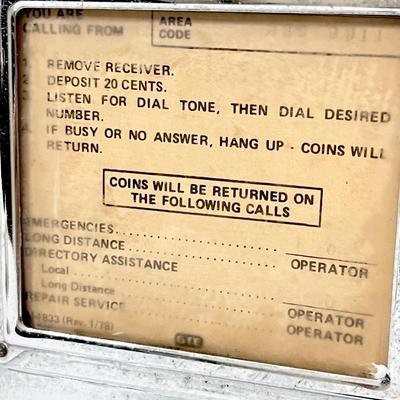 YOU ARE
CALLING FROM
AREA
CODE
1. REMOVE RECEIVER.
2. DEPOSIT 20 CENTS.
3. LISTEN FOR DIAL TONE, THEN DIAL DESIRED
NUMBER.
4. IF BUSY OR NO ANSWER, HANG UP - COINS WILL
RETURN.
COINS WILL BE RETURNED ON
THE FOLLOWING CALLS
EMERGENCIES
LONG DISTANCE OPERATOR
DIRECTORY ASSISTANCE
Local
Long Distance OPERATOR
REPAIR SERVICE OPERATOR
(Rev. 1/78)
GTE